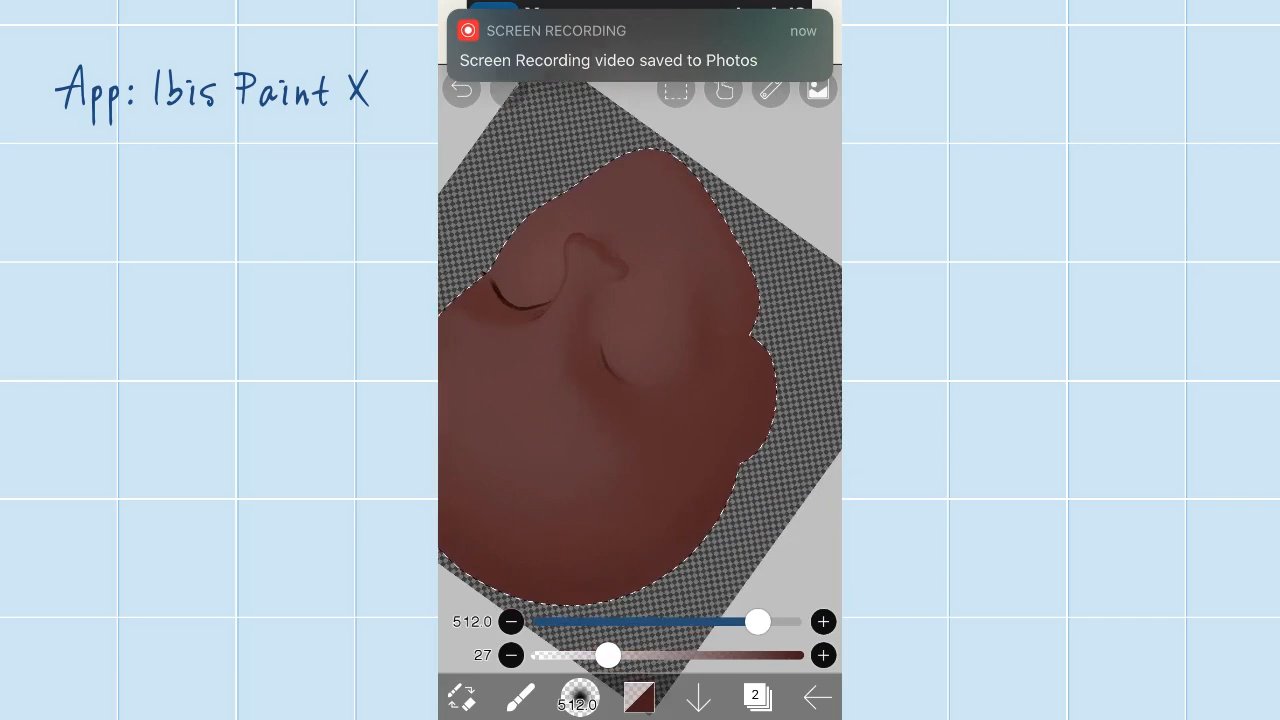 SCREEN RECORDING now
Screen Recording video saved to Photos
App: Ibis Paint X
512.0
27
512.0
2